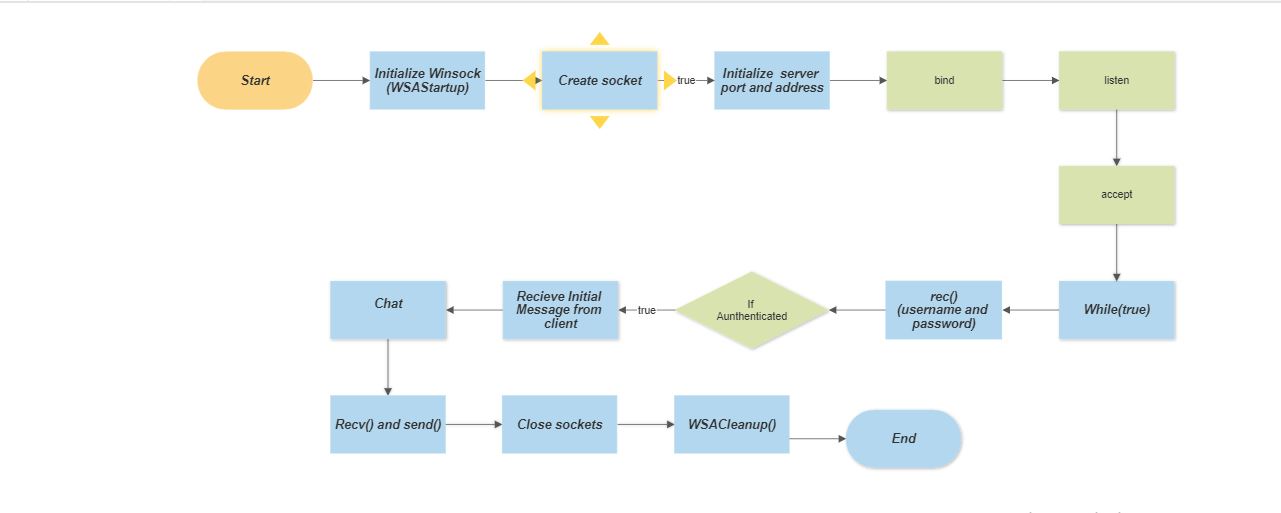 Start
Initialize Winsock
(WSAStartup)
Create socket
true
Initialize server
port and address
bind
listen
accept
While(true)
rec()
(username and
password)
If
Aunthenticated
true
Recieve Initial
Message from
client
Chat
Recv() and send()
Close sockets
WSACleanup()
End